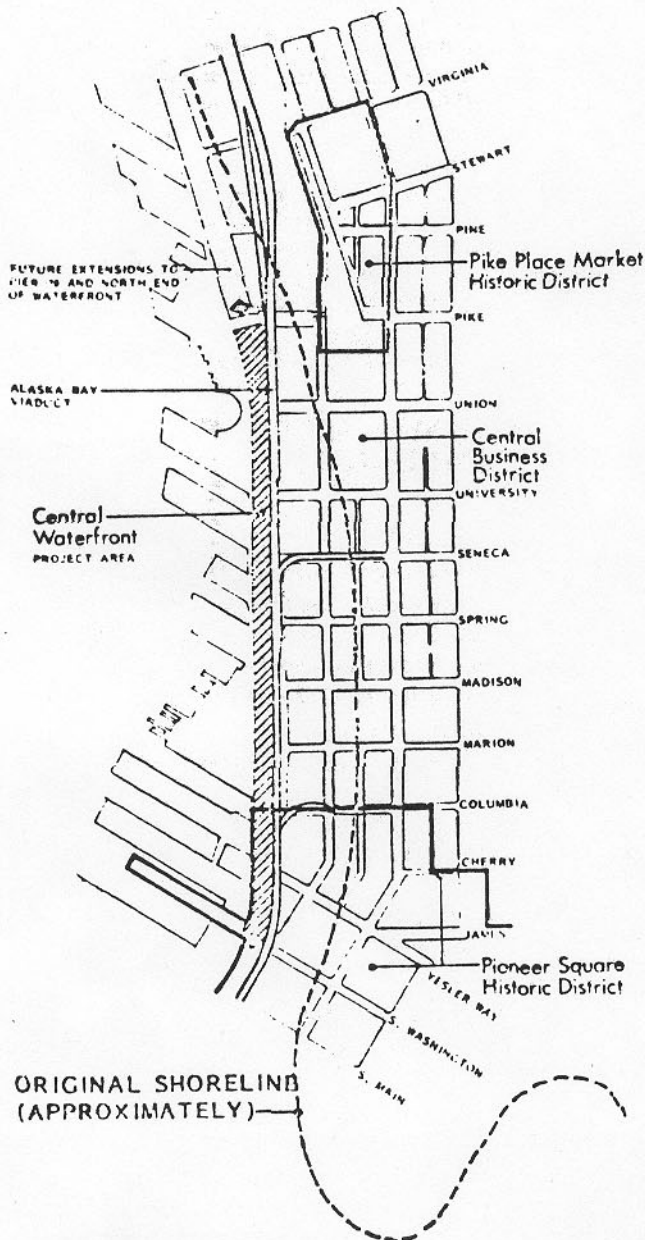 VIRGINIA
STEWART
PINE
Pike Place Market
Historic District
FUTURE EXTENSIONS TO
PIER 70 AND NORTH END
OF WATERFRONT
PIKE
ALASKA WAY
VIADUCT
UNION
Central
Business
District
UNIVERSITY
Central
Waterfront
PROJECT AREA
SENECA
SPRING
MADISON
MARION
COLUMBIA
CHERRY
JAMES
Pioneer Square
Historic District
YESLER WAY
S. WASHINGTON
S. MAIN
ORIGINAL SHORELINE
(APPROXIMATELY)